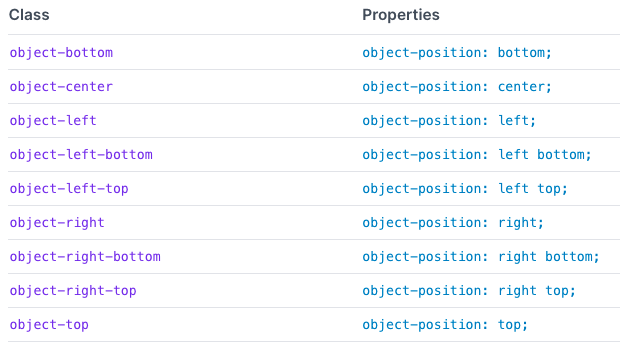 Class Properties
object-bottom object-position: bottom;
object-center object-position: center;
object-left object-position: left;
object-left-bottom object-position: left bottom;
object-left-top object-position: left top;
object-right object-position: right;
object-right-bottom object-position: right bottom;
object-right-top object-position: right top;
object-top object-position: top;